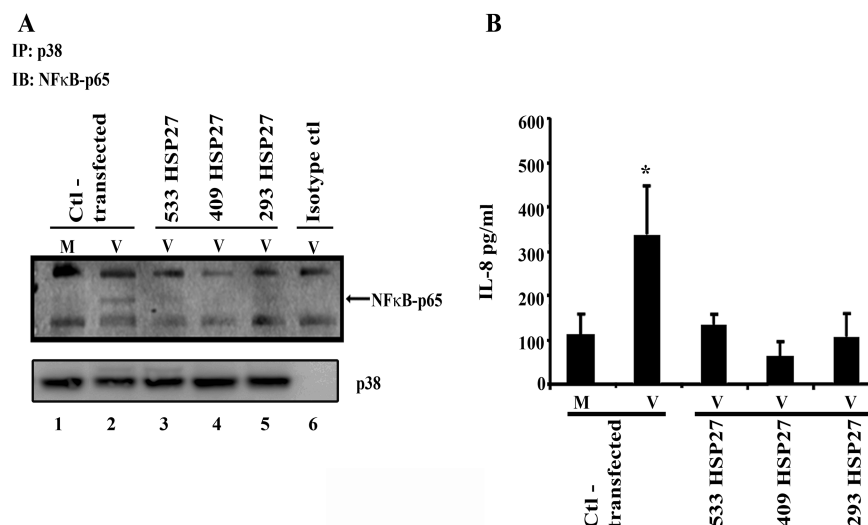 A
IP: p38
IB: NFκB-p65
Ctl -
transfected
533 HSP27
409 HSP27
293 HSP27
Isotype ctl
M V V V V V
NFκB-p65
p38
1 2 3 4 5 6
B
IL-8 pg/ml
600
500
400
300
200
100
0
*
M V V V V
Ctl -
transfected
533 HSP27
409 HSP27
293 HSP27